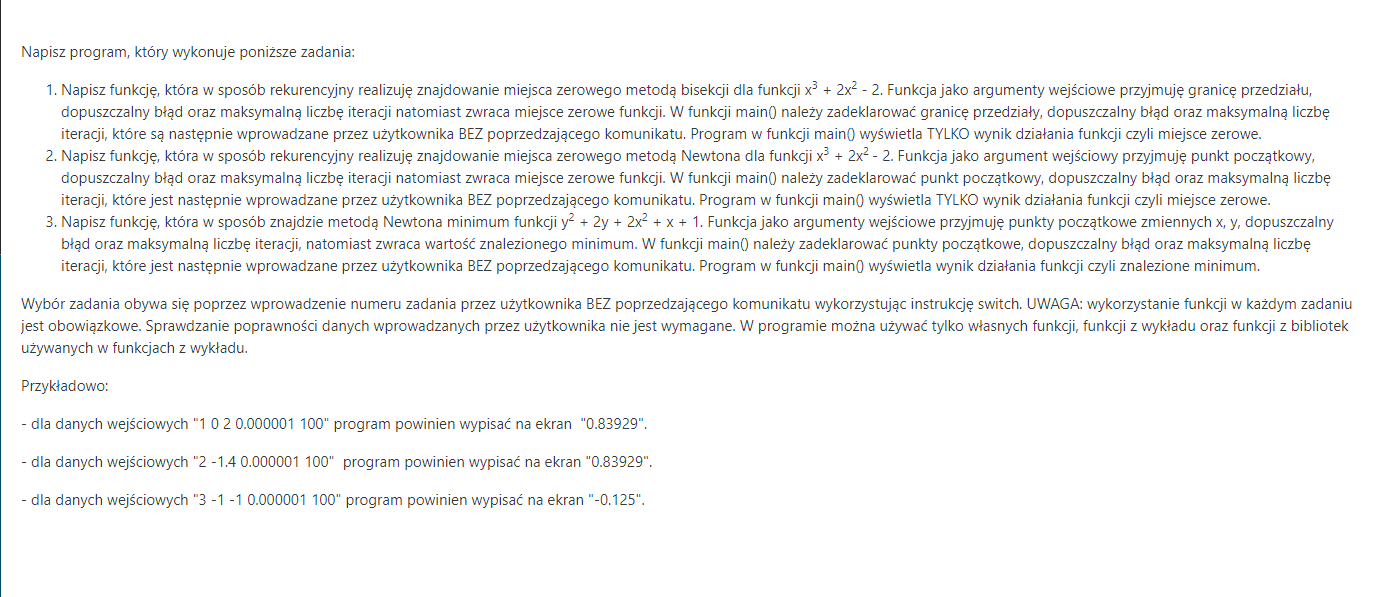 Napisz program, który wykonuje poniższe zadania:
1. Napisz funkcję, która w sposób rekurencyjny realizuję znajdowanie miejsca zerowego metodą bisekcji dla funkcji x³ + 2x² - 2. Funkcja jako argumenty wejściowe przyjmuję granicę przedziału,
dopuszczalny błąd oraz maksymalną liczbę iteracji natomiast zwraca miejsce zerowe funkcji. W funkcji main() należy zadeklarować granicę przedziały, dopuszczalny błąd oraz maksymalną liczbę
iteracji, które są następnie wprowadzane przez użytkownika BEZ poprzedzającego komunikatu. Program w funkcji main() wyświetla TYLKO wynik działania funkcji czyli miejsce zerowe.
2. Napisz funkcję, która w sposób rekurencyjny realizuję znajdowanie miejsca zerowego metodą Newtona dla funkcji x³ + 2x² - 2. Funkcja jako argument wejściowy przyjmuję punkt początkowy,
dopuszczalny błąd oraz maksymalną liczbę iteracji natomiast zwraca miejsce zerowe funkcji. W funkcji main() należy zadeklarować punkt początkowy, dopuszczalny błąd oraz maksymalną liczbę
iteracji, które jest następnie wprowadzane przez użytkownika BEZ poprzedzającego komunikatu. Program w funkcji main() wyświetla TYLKO wynik działania funkcji czyli miejsce zerowe.
3. Napisz funkcję, która w sposób znajdzie metodą Newtona minimum funkcji y² + 2y + 2x² + x + 1. Funkcja jako argumenty wejściowe przyjmuje punkty początkowe zmiennych x, y, dopuszczalny
błąd oraz maksymalną liczbę iteracji, natomiast zwraca wartość znalezionego minimum. W funkcji main() należy zadeklarować punkty początkowe, dopuszczalny błąd oraz maksymalną liczbę
iteracji, które jest następnie wprowadzane przez użytkownika BEZ poprzedzającego komunikatu. Program w funkcji main() wyświetla wynik działania funkcji czyli znalezione minimum.
Wybór zadania obywa się poprzez wprowadzenie numeru zadania przez użytkownika BEZ poprzedzającego komunikatu wykorzystując instrukcję switch. UWAGA: wykorzystanie funkcji w każdym zadaniu
jest obowiązkowe. Sprawdzanie poprawności danych wprowadzanych przez użytkownika nie jest wymagane. W programie można używać tylko własnych funkcji, funkcji z wykładu oraz funkcji z bibliotek
używanych w funkcjach z wykładu.
Przykładowo:
- dla danych wejściowych "1 0 2 0.000001 100" program powinien wypisać na ekran "0.83929".
- dla danych wejściowych "2 -1.4 0.000001 100" program powinien wypisać na ekran "0.83929".
- dla danych wejściowych "3 -1 -1 0.000001 100" program powinien wypisać na ekran "-0.125".